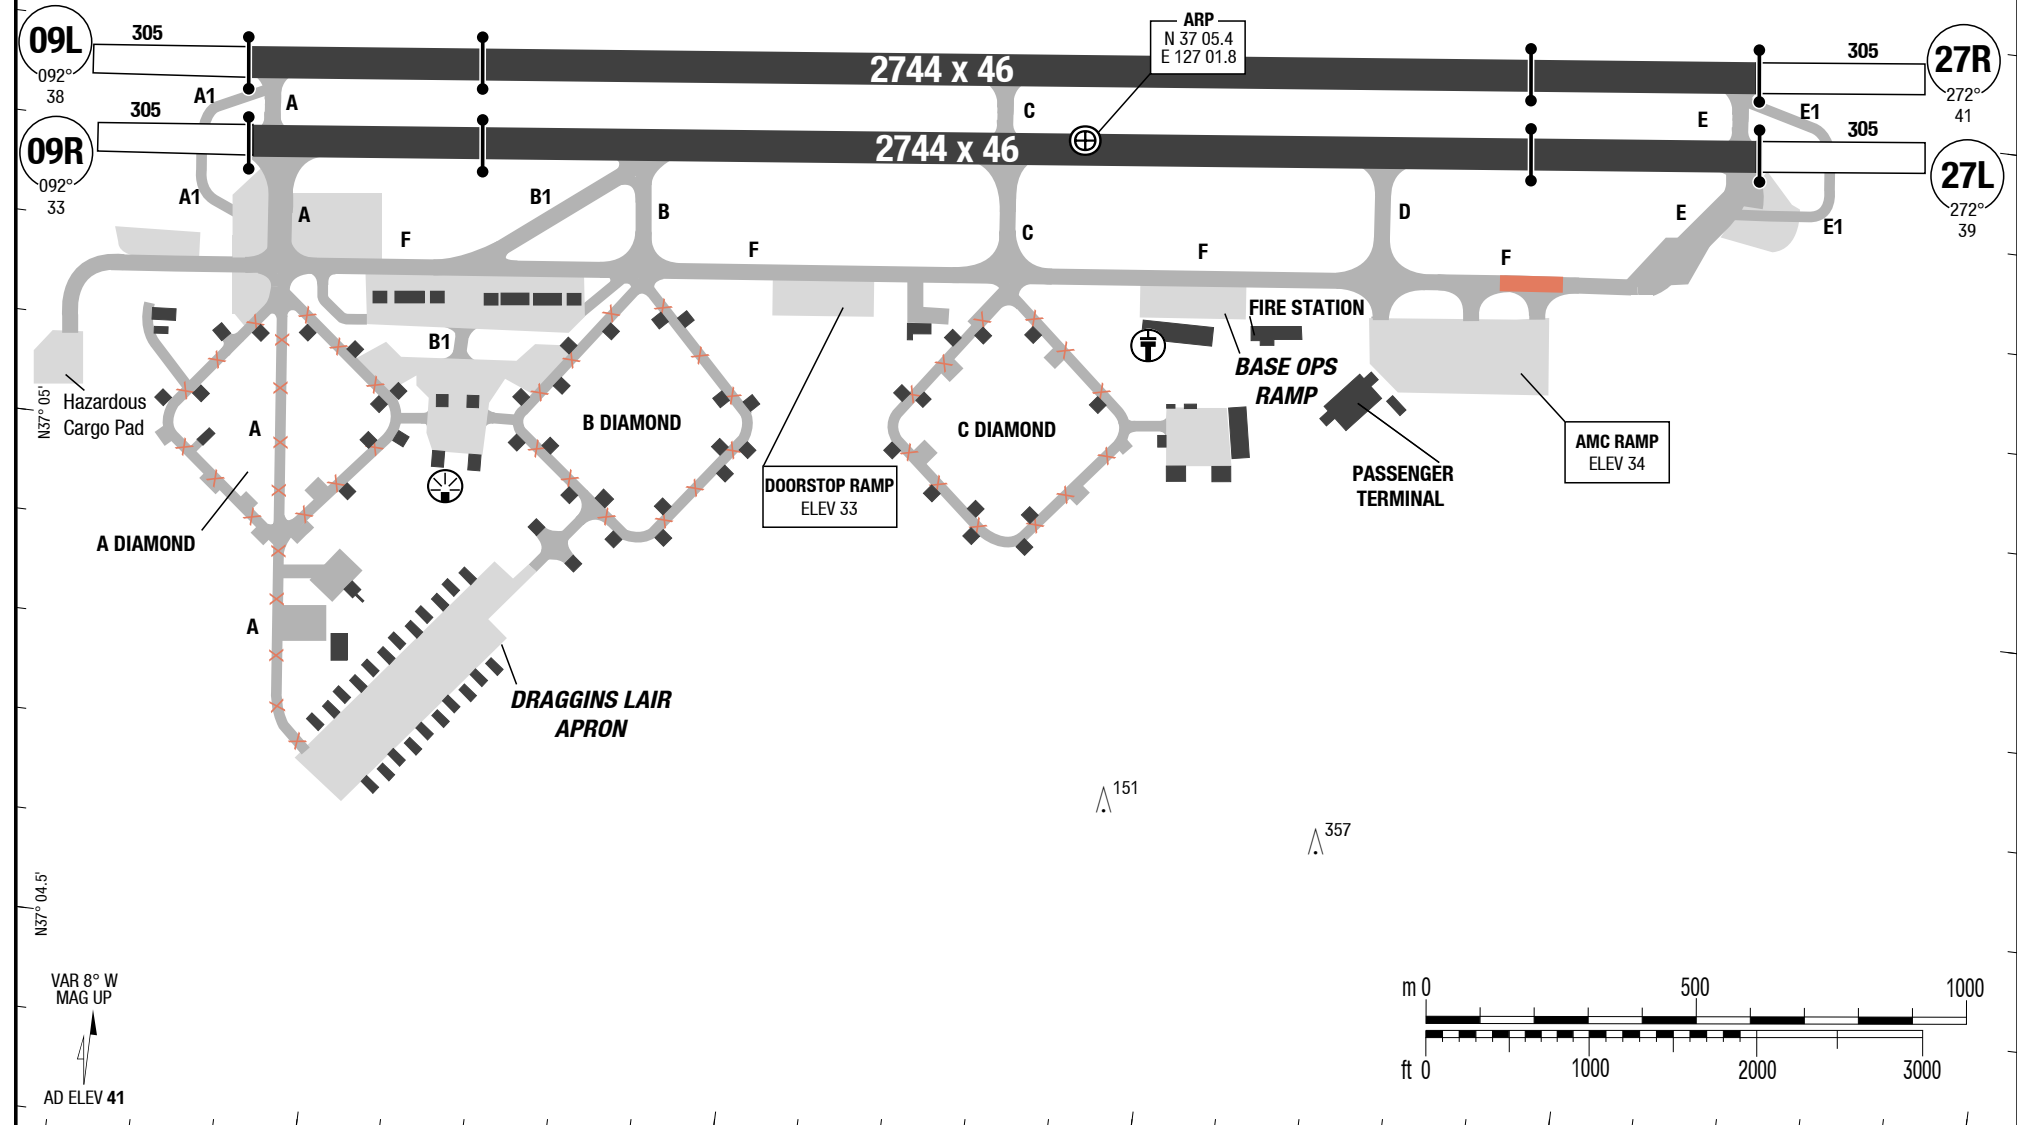 09L
092°
38
305
2744 x 46
ARP
N 37 05.4
E 127 01.8
305
27R
272°
41
A1
A
C
E
E1
305
09R
092°
33
2744 x 46
305
27L
272°
39
A1
A
F
B1
B
F
C
F
D
F
E
E1
Hazardous
Cargo Pad
N37° 05'
B1
A
A DIAMOND
B DIAMOND
DOORSTOP RAMP
ELEV 33
C DIAMOND
FIRE STATION
BASE OPS
RAMP
PASSENGER
TERMINAL
AMC RAMP
ELEV 34
A
DRAGGINS LAIR
APRON
151
357
N37° 04.5'
VAR 8° W
MAG UP
AD ELEV 41
m 0 500 1000
ft 0 1000 2000 3000